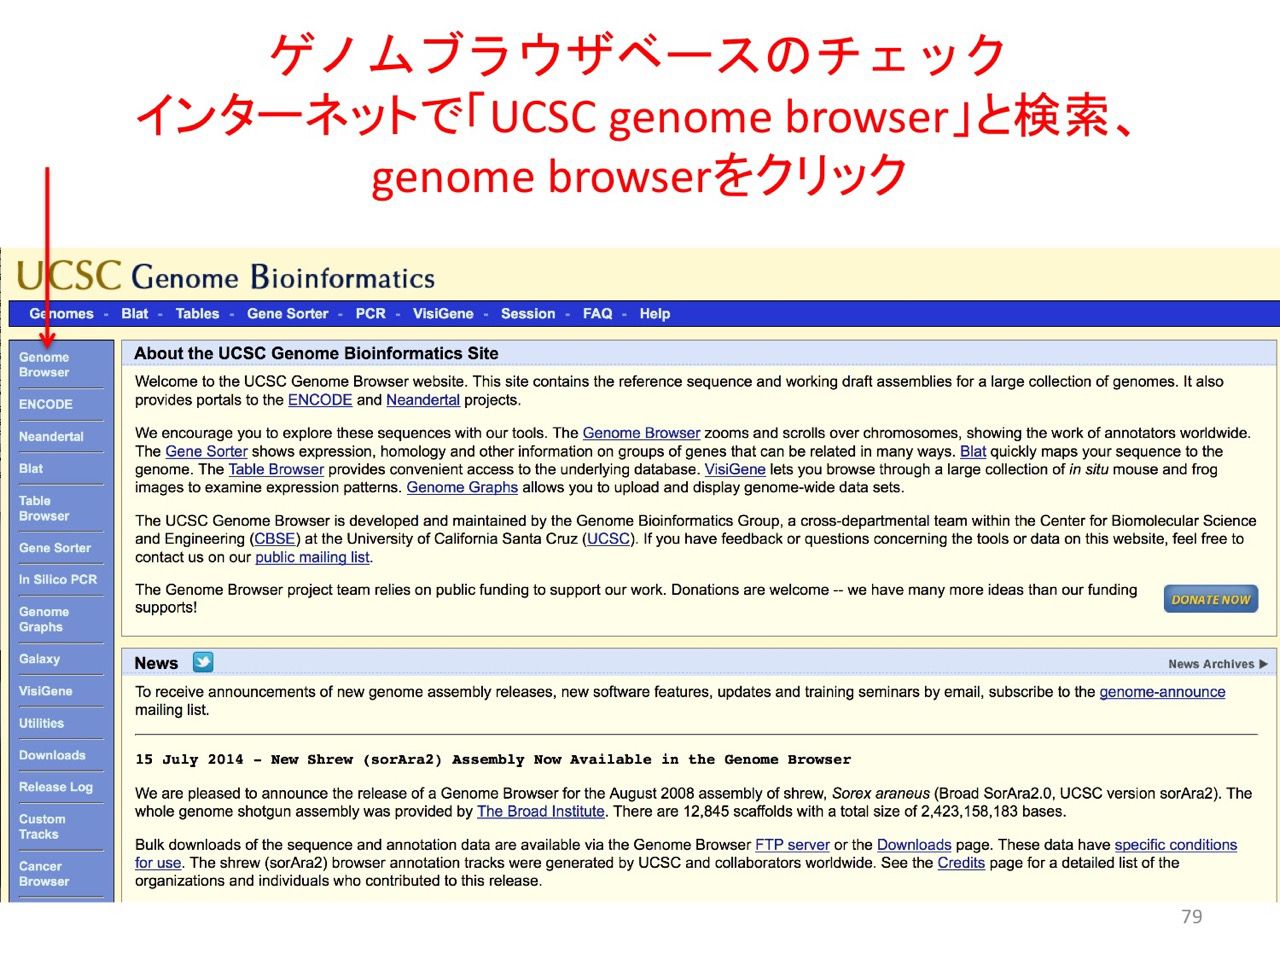 ゲノムブラウザベースのチェック
インターネットで「UCSC genome browser」と検索、
genome browserをクリック
UCSC Genome Bioinformatics
Genomes - Blat - Tables - Gene Sorter - PCR - VisiGene - Session - FAQ - Help
Genome
Browser
ENCODE
Neandertal
Blat
Table
Browser
Gene Sorter
In Silico PCR
Genome
Graphs
Galaxy
VisiGene
Utilities
Downloads
Release Log
Custom
Tracks
Cancer
Browser
About the UCSC Genome Bioinformatics Site
Welcome to the UCSC Genome Browser website. This site contains the reference sequence and working draft assemblies for a large collection of genomes. It also
provides portals to the ENCODE and Neandertal projects.
We encourage you to explore these sequences with our tools. The Genome Browser zooms and scrolls over chromosomes, showing the work of annotators worldwide.
The Gene Sorter shows expression, homology and other information on groups of genes that can be related in many ways. Blat quickly maps your sequence to the
genome. The Table Browser provides convenient access to the underlying database. VisiGene lets you browse through a large collection of in situ mouse and frog
images to examine expression patterns. Genome Graphs allows you to upload and display genome-wide data sets.
The UCSC Genome Browser is developed and maintained by the Genome Bioinformatics Group, a cross-departmental team within the Center for Biomolecular Science
and Engineering (CBSE) at the University of California Santa Cruz (UCSC). If you have feedback or questions concerning the tools or data on this website, feel free to
contact us on our public mailing list.
The Genome Browser project team relies on public funding to support our work. Donations are welcome -- we have many more ideas than our funding
supports!
DONATE NOW
News
News Archives ▶
To receive announcements of new genome assembly releases, new software features, updates and training seminars by email, subscribe to the genome-announce
mailing list.
15 July 2014 - New Shrew (sorAra2) Assembly Now Available in the Genome Browser
We are pleased to announce the release of a Genome Browser for the August 2008 assembly of shrew, Sorex araneus (Broad SorAra2.0, UCSC version sorAra2). The
whole genome shotgun assembly was provided by The Broad Institute. There are 12,845 scaffolds with a total size of 2,423,158,183 bases.
Bulk downloads of the sequence and annotation data are available via the Genome Browser FTP server or the Downloads page. These data have specific conditions
for use. The shrew (sorAra2) browser annotation tracks were generated by UCSC and collaborators worldwide. See the Credits page for a detailed list of the
organizations and individuals who contributed to this release.
79